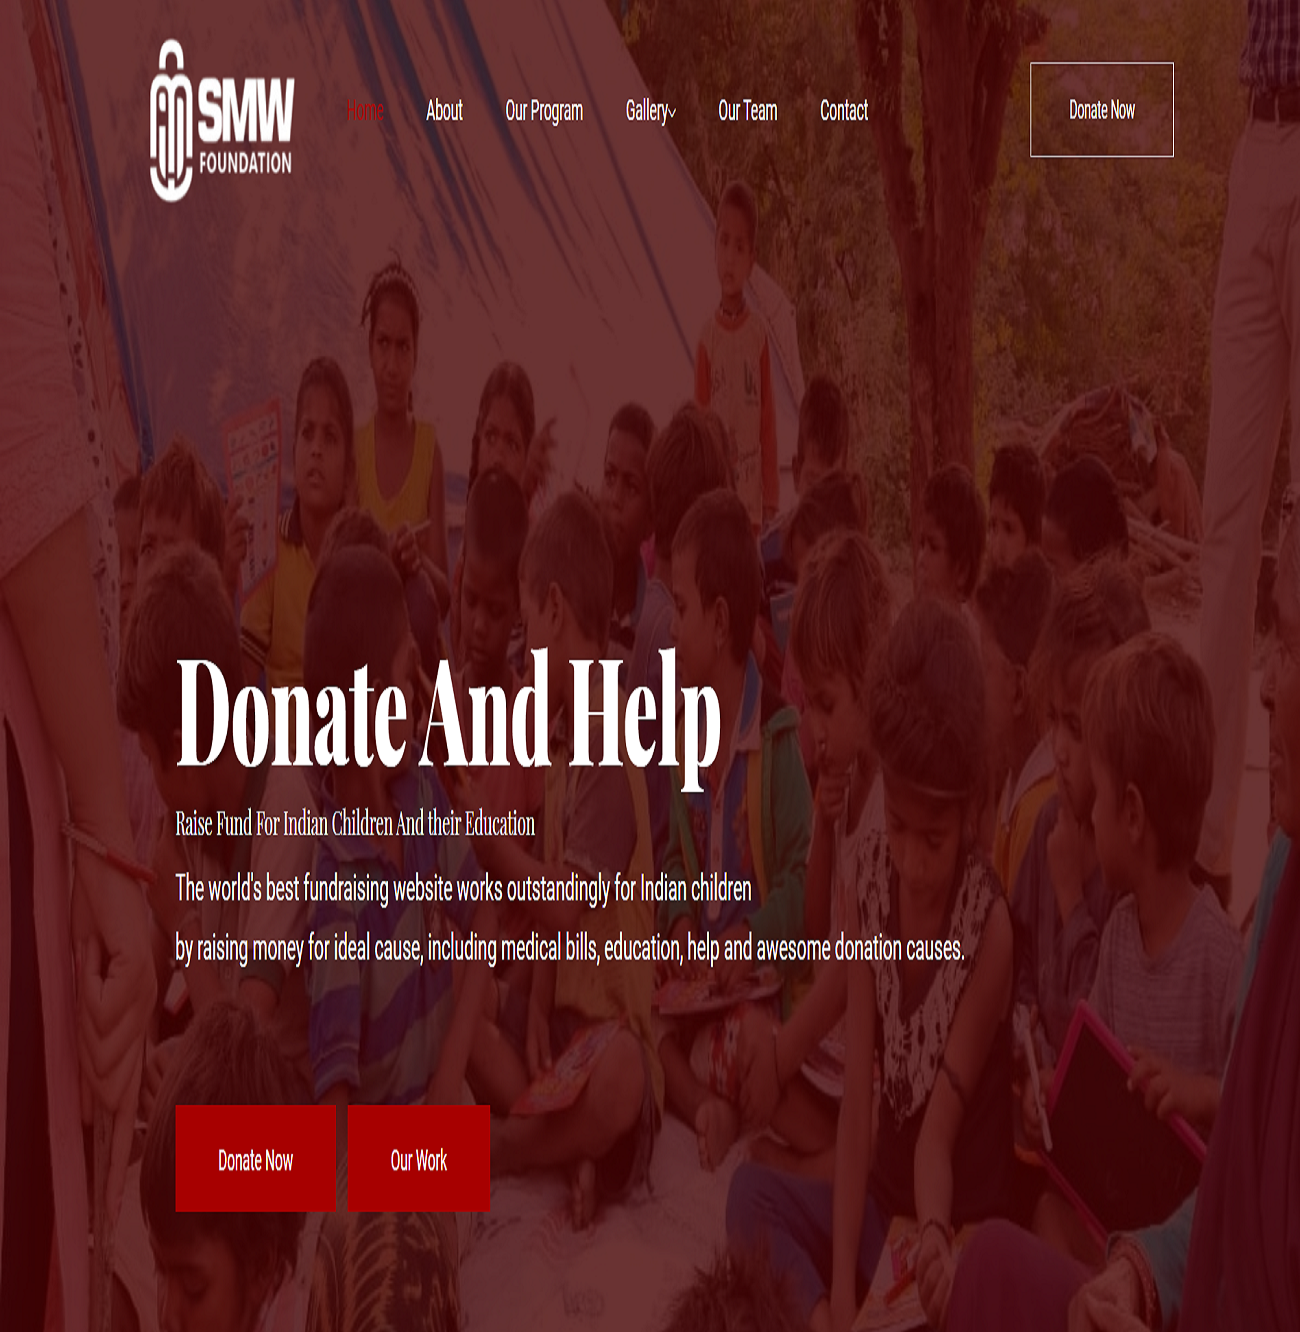 SMW
FOUNDATION
Home About Our Program Gallery Our Team Contact Donate Now
Donate And Help
Raise Fund For Indian Children And their Education
The world's best fundraising website works outstandingly for Indian children
by raising money for ideal cause, including medical bills, education, help and awesome donation causes.
Donate Now Our Work